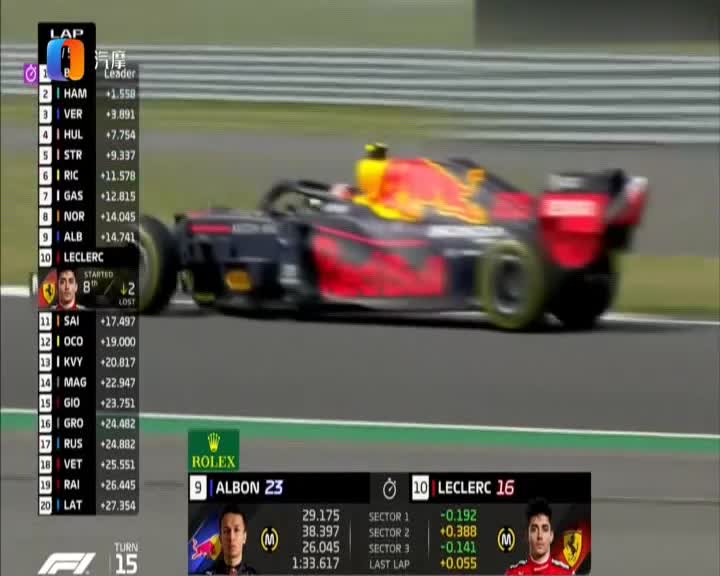 LAP
汽摩
1 Leader
2 HAM +1.558
3 VER +3.891
4 HUL +7.754
5 STR +9.337
6 RIC +11.578
7 GAS +12.815
8 NOR +14.045
9 ALB +14.741
10 LECLERC
STARTED
8th 2
LOST
11 SAI +17.497
12 OCO +19.000
13 KVY +20.817
14 MAG +22.947
15 GIO +23.751
16 GRO +24.482
17 RUS +24.882
18 VET +25.551
19 RAI +26.445
20 LAT +27.354
ROLEX
9 ALBON 23 10 LECLERC 16
29.175 SECTOR 1 -0.192
38.397 SECTOR 2 +0.388
26.045 SECTOR 3 -0.141
1:33.617 LAST LAP +0.055
M M
F1
TURN
15
Red Bull